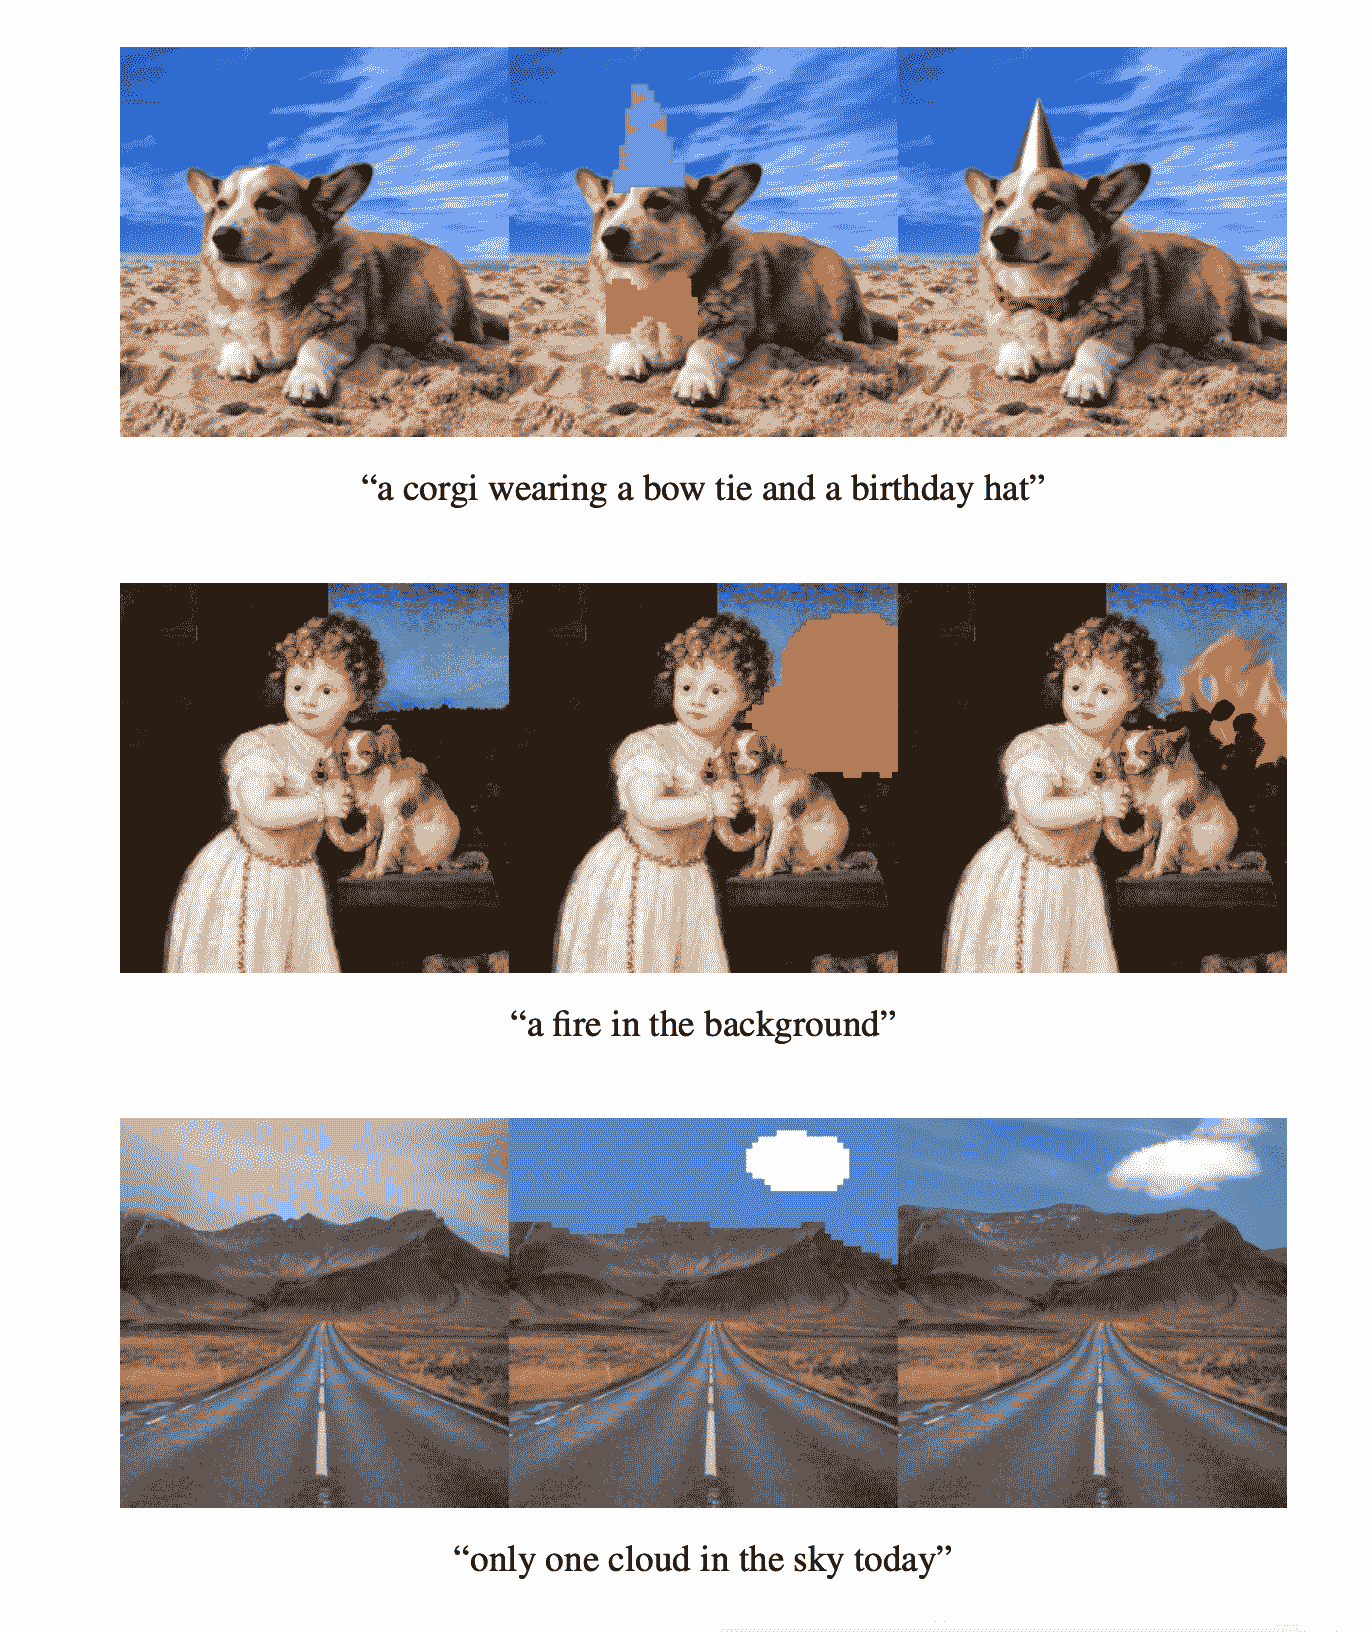 “a corgi wearing a bow tie and a birthday hat”
“a fire in the background”
“only one cloud in the sky today”